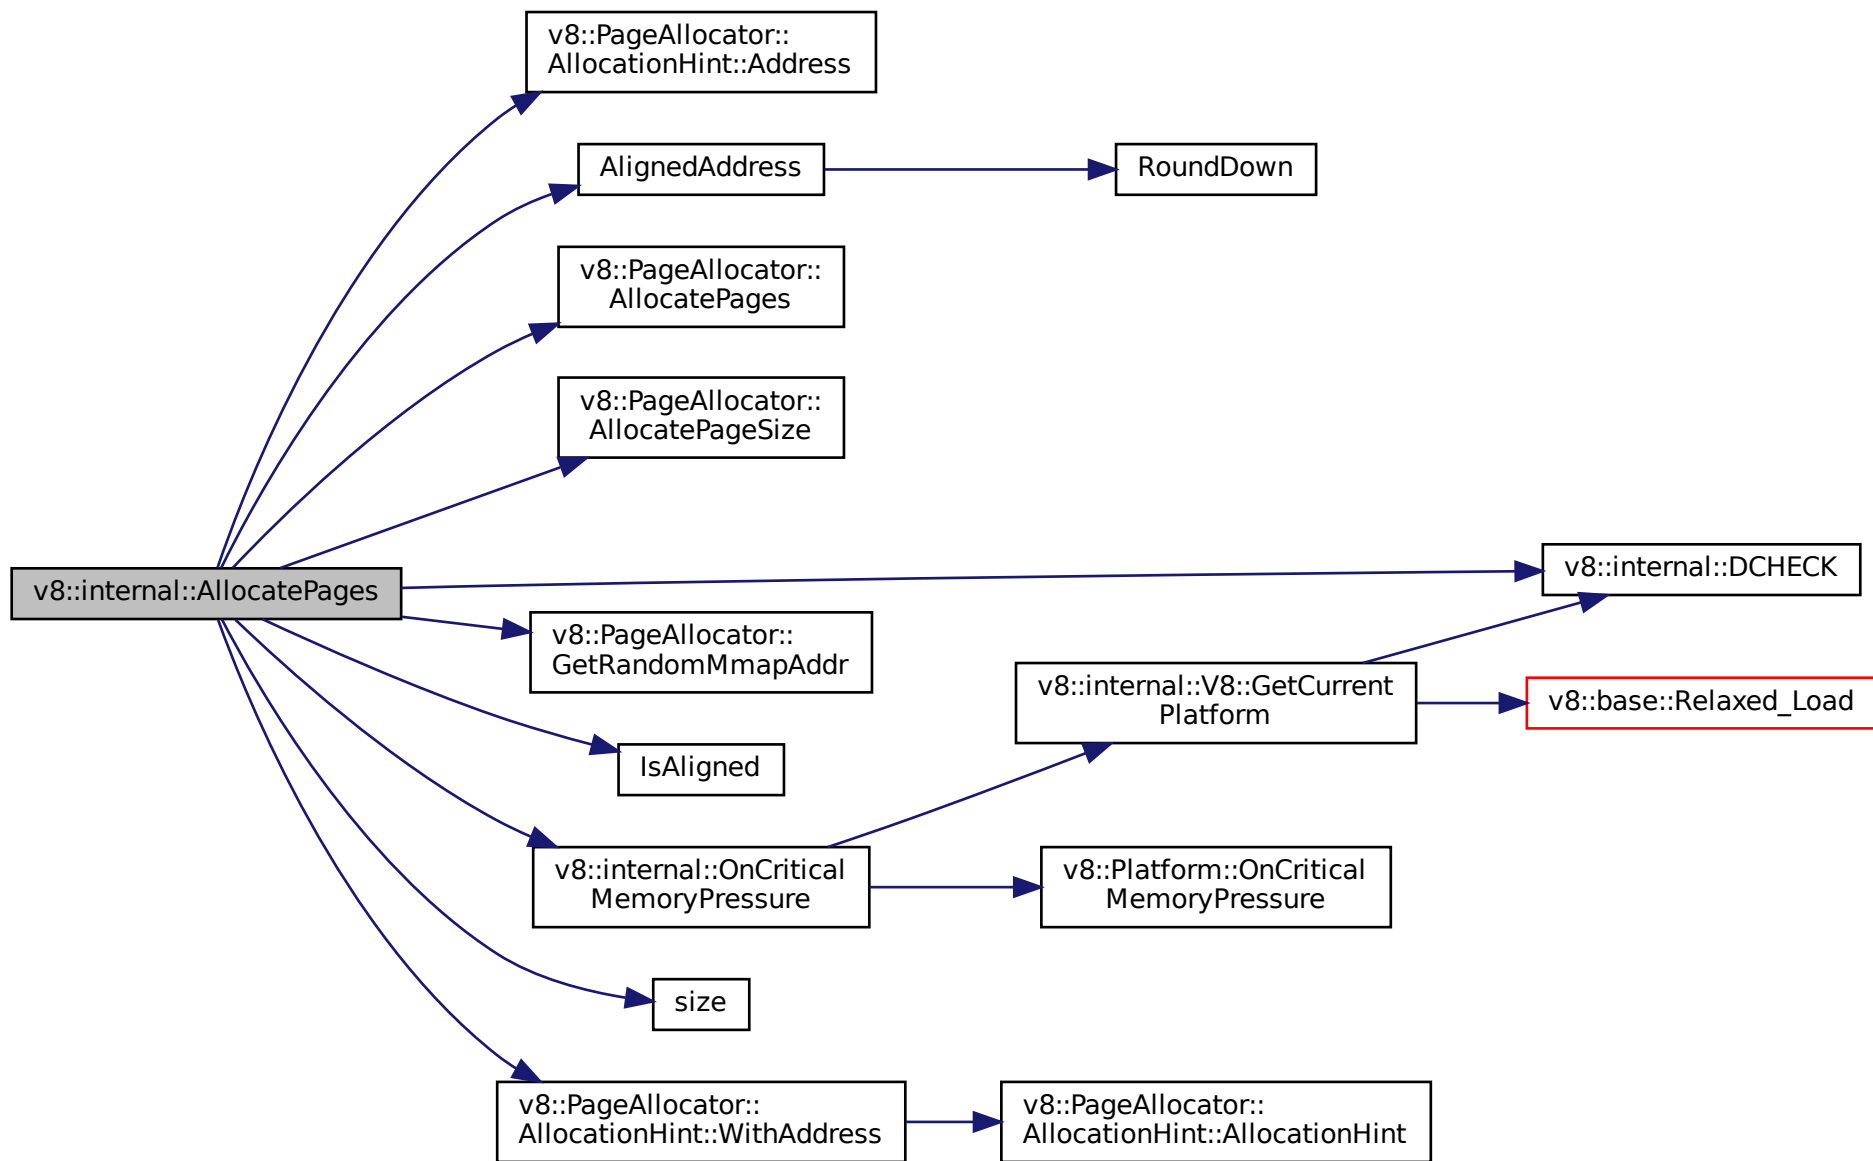 v8::PageAllocator::
AllocationHint::Address
AlignedAddress
RoundDown
v8::PageAllocator::
AllocatePages
v8::PageAllocator::
AllocatePageSize
v8::internal::AllocatePages
v8::internal::DCHECK
v8::PageAllocator::
GetRandomMmapAddr
v8::internal::V8::GetCurrent
Platform
v8::base::Relaxed_Load
IsAligned
v8::internal::OnCritical
MemoryPressure
v8::Platform::OnCritical
MemoryPressure
size
v8::PageAllocator::
AllocationHint::WithAddress
v8::PageAllocator::
AllocationHint::AllocationHint